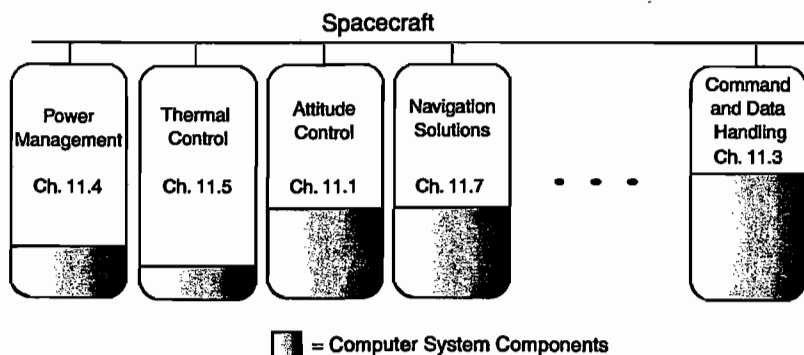 Spacecraft
Power
Management
Ch. 11.4
Thermal
Control
Ch. 11.5
Attitude
Control
Ch. 11.1
Navigation
Solutions
Ch. 11.7
• • •
Command
and Data
Handling
Ch. 11.3
= Computer System Components